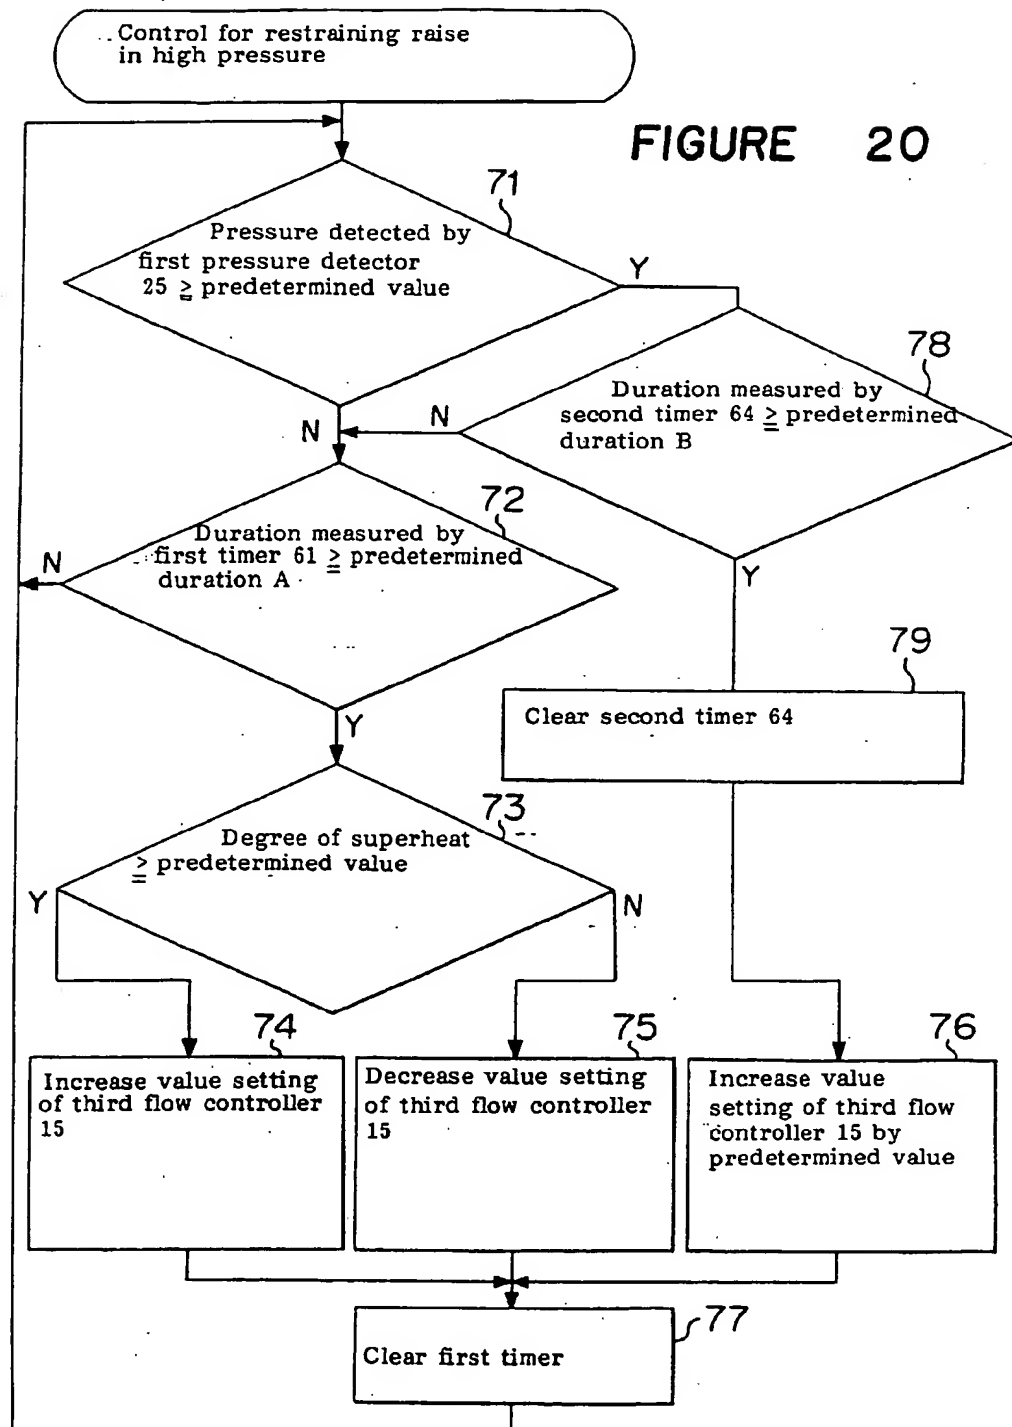 Control for restraining raise
in high pressure
FIGURE 20
71
Pressure detected by
first pressure detector
25 ≧ predetermined value
Y
N
78
Duration measured by
second timer 64 ≧ predetermined
duration B
N
Y
72
Duration measured by
first timer 61 ≧ predetermined
duration A
N
Y
79
Clear second timer 64
73
Degree of superheat
≧ predetermined value
Y
N
74
Increase value setting
of third flow controller
15
75
Decrease value setting
of third flow controller
15
76
Increase value
setting of third flow
controller 15 by
predetermined value
77
Clear first timer